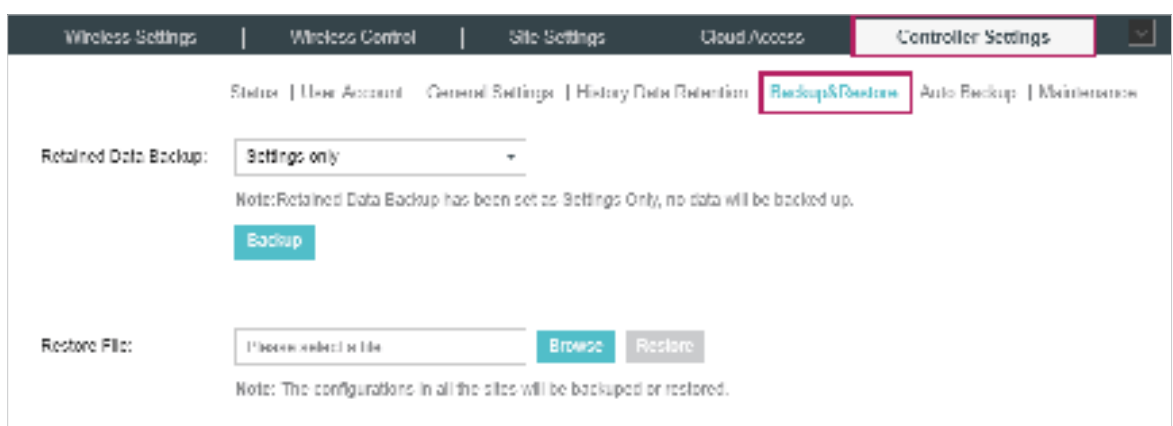 Wireless Settings | Wireless Control | Site Settings Cloud Access Controller Settings
Status | User Account General Settings | History Data Retention Backup&Restore Auto Backup | Maintenance
Retained Data Backup: Settings only
Note:Retained Data Backup has been set as Settings Only, no data will be backed up.
Backup
Restore File: Please select a file Browse Restore
Note: The configurations in all the sites will be backuped or restored.